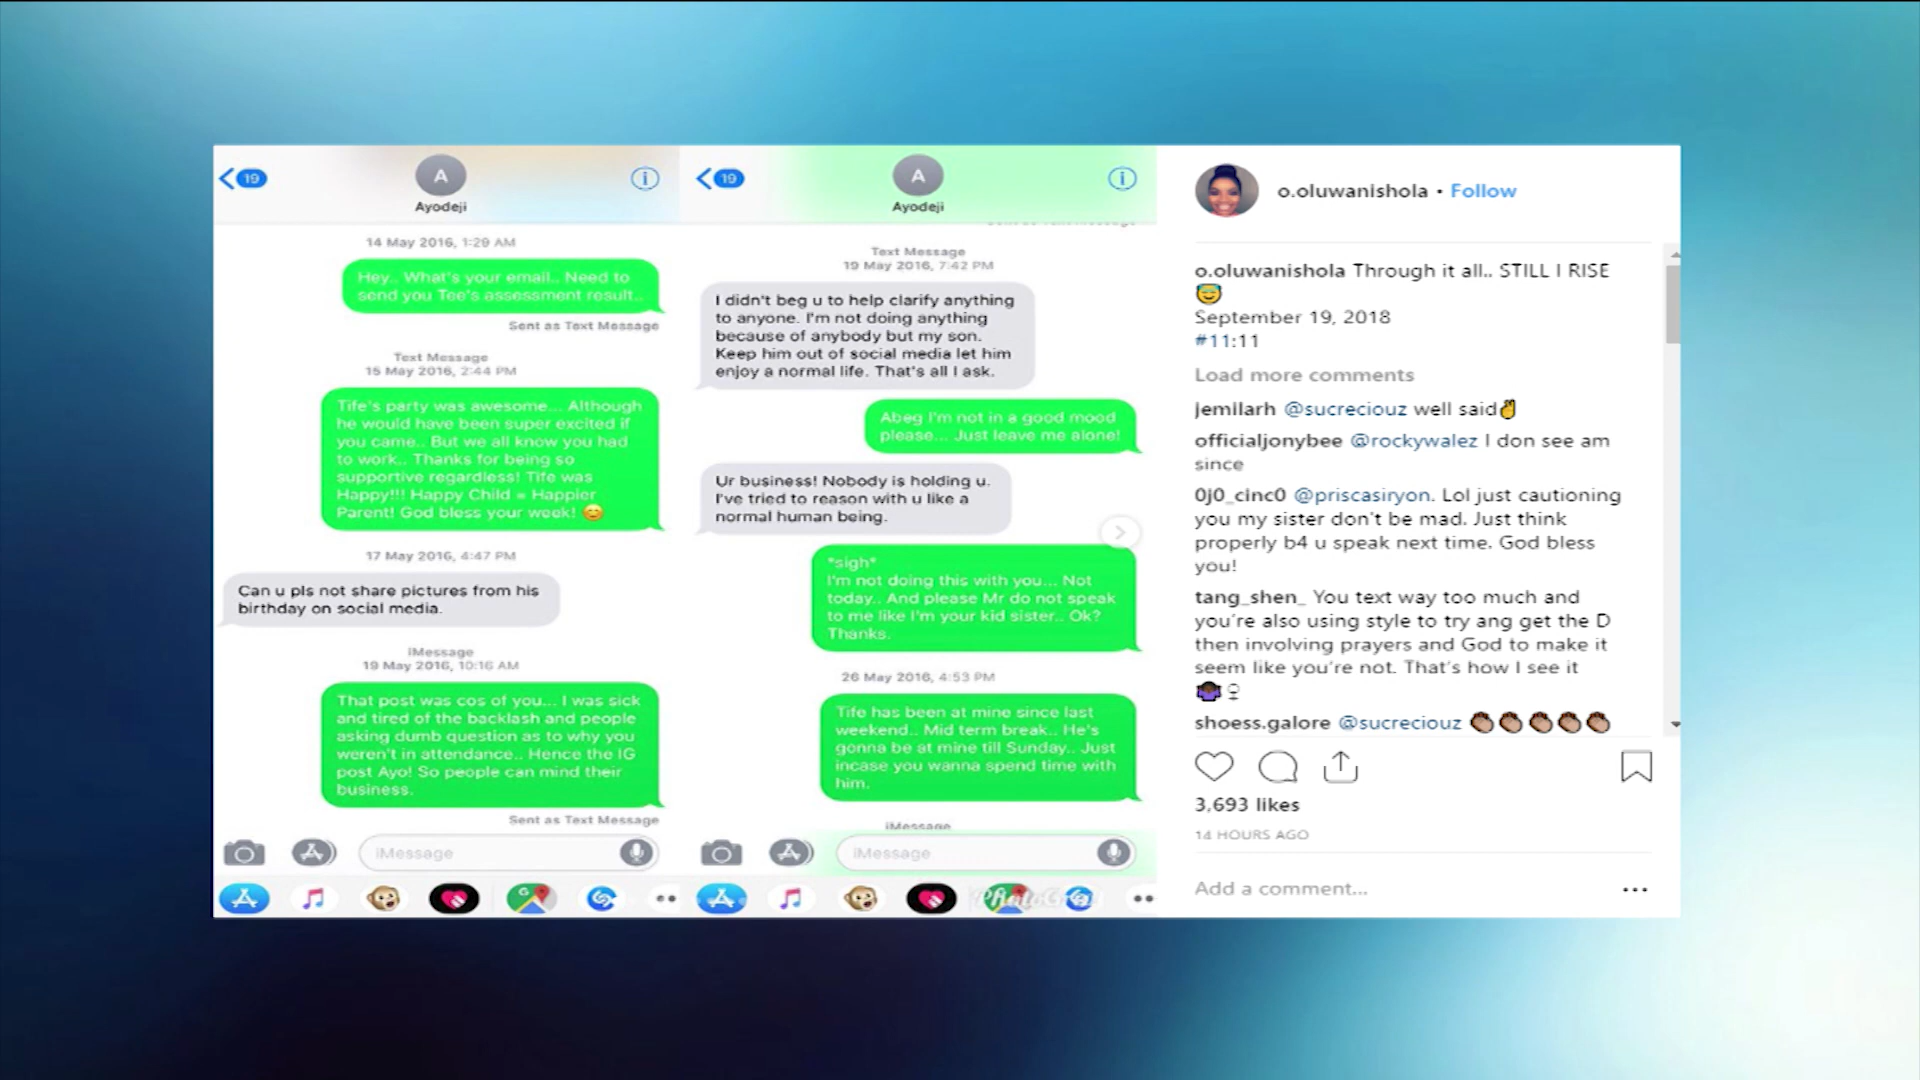 19
A
Ayodeji
14 May 2016, 1:29 AM
Hey.. What's your email.. Need to
send you Tee's assessment result..
Sent as Text Message
Text Message
15 May 2016, 2:44 PM
Tife's party was awesome... Although
he would have been super excited if
you came.. But we all know you had
to work.. Thanks for being so
supportive regardless! Tife was
Happy!!! Happy Child = Happier
Parent! God bless your week! 😊
17 May 2016, 4:47 PM
Can u pls not share pictures from his
birthday on social media.
iMessage
19 May 2016, 10:16 AM
That post was cos of you... I was sick
and tired of the backlash and people
asking dumb question as to why you
weren't in attendance.. Hence the IG
post Ayo! So people can mind their
business.
Sent as Text Message
iMessage
19
A
Ayodeji
Text Message
19 May 2016, 7:42 PM
I didn't beg u to help clarify anything
to anyone. I'm not doing anything
because of anybody but my son.
Keep him out of social media let him
enjoy a normal life. That's all I ask.
Abeg I'm not in a good mood
please... Just leave me alone!
Ur business! Nobody is holding u.
I've tried to reason with u like a
normal human being.
*sigh*
I'm not doing this with you... Not
today.. And please Mr do not speak
to me like I'm your kid sister.. Ok?
Thanks.
26 May 2016, 4:53 PM
Tife has been at mine since last
weekend.. Mid term break.. He's
gonna be at mine till Sunday.. Just
incase you wanna spend time with
him.
iMessage
iMessage
o.oluwanishola • Follow
o.oluwanishola Through it all.. STILL I RISE
😇
September 19, 2018
#11:11
Load more comments
jemilarh @sucreciouz well said✌
officialjonybee @rockywalez I don see am
since
0j0_cinc0 @priscasiryon. Lol just cautioning
you my sister don't be mad. Just think
properly b4 u speak next time. God bless
you!
tang_shen_ You text way too much and
you're also using style to try ang get the D
then involving prayers and God to make it
seem like you're not. That's how I see it
🤷🏿♀
shoess.galore @sucreciouz 👏🏽👏🏽👏🏽👏🏽👏🏽
3,693 likes
14 HOURS AGO
Add a comment...